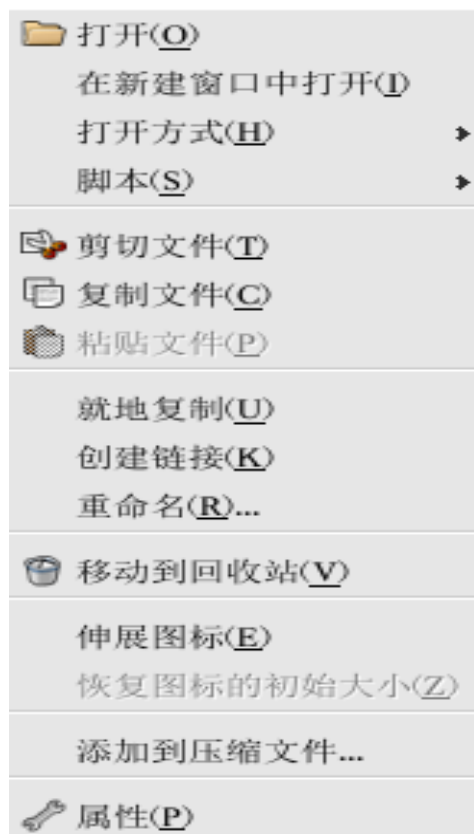 打开(O)
在新建窗口中打开(I)
打开方式(H)
脚本(S)
剪切文件(T)
复制文件(C)
粘贴文件(P)
就地复制(U)
创建链接(K)
重命名(R)...
移动到回收站(V)
伸展图标(E)
恢复图标的初始大小(Z)
添加到压缩文件...
属性(P)